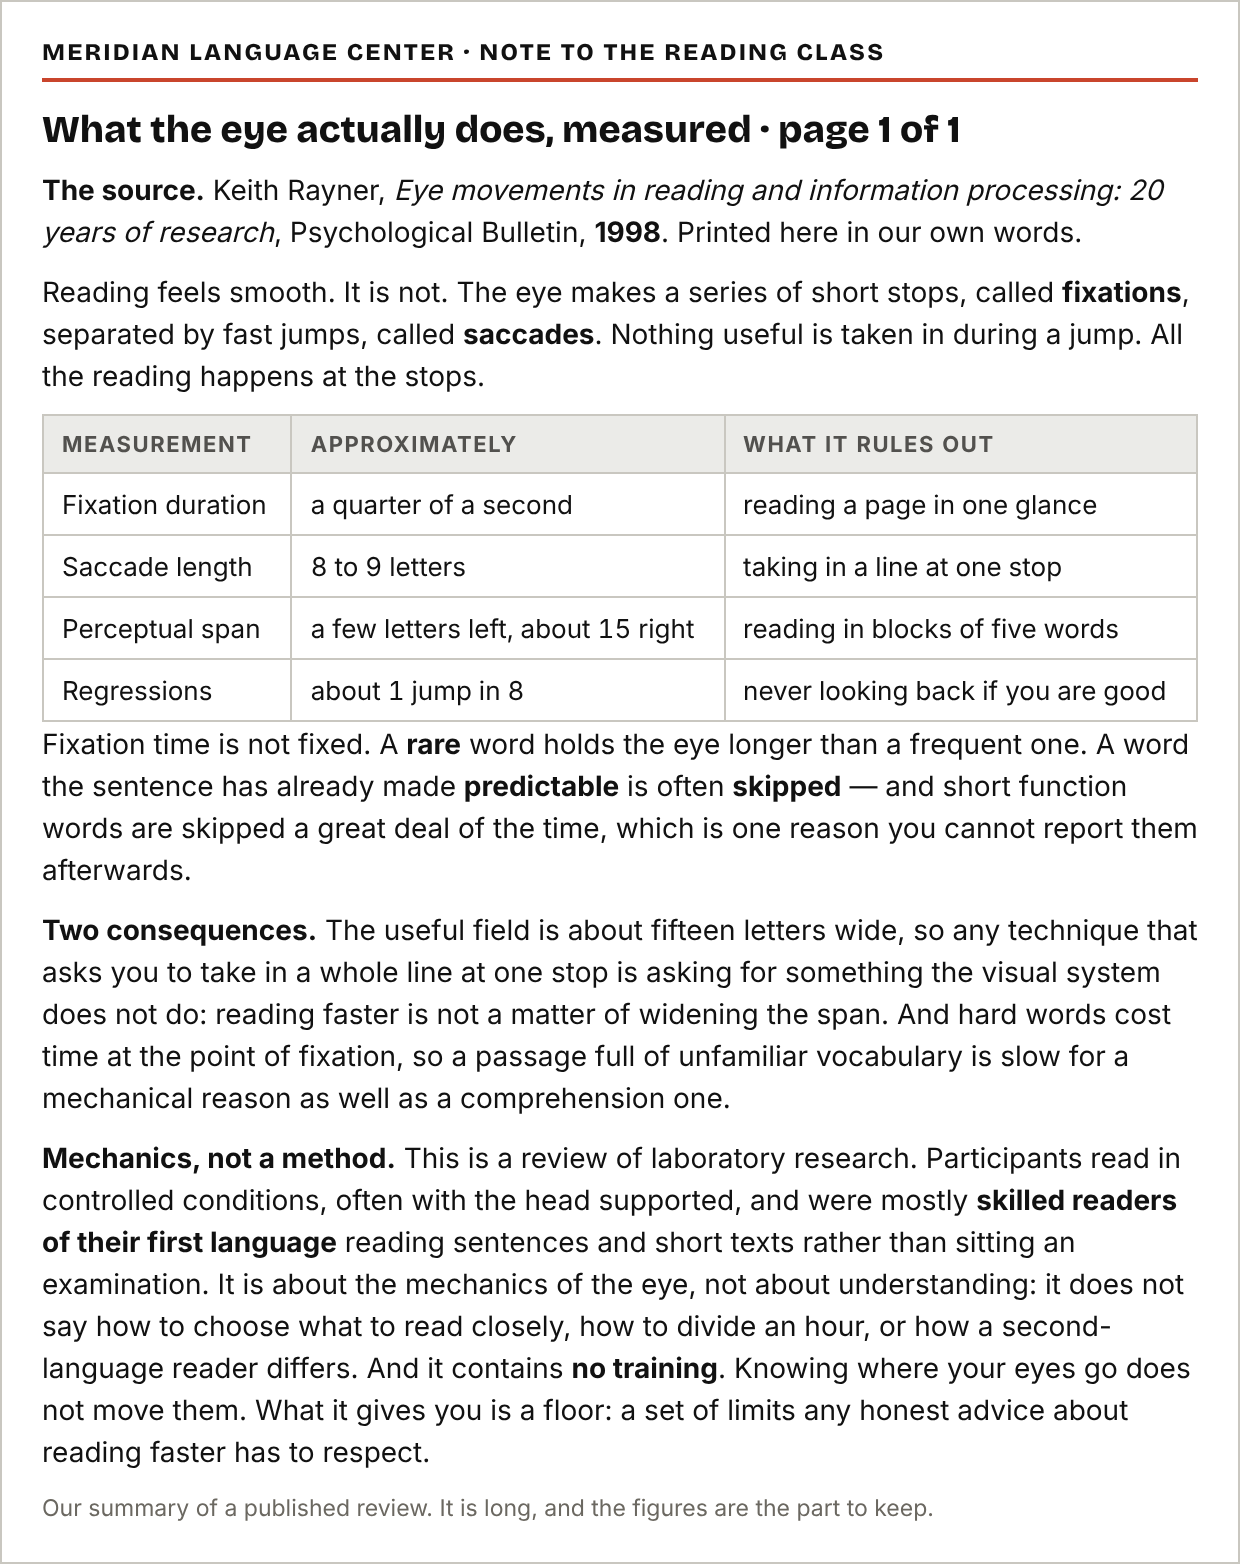 MERIDIAN LANGUAGE CENTER · NOTE TO THE READING CLASS
What the eye actually does, measured · page 1 of 1
The source. Keith Rayner, Eye movements in reading and information processing: 20
years of research, Psychological Bulletin, 1998. Printed here in our own words.
Reading feels smooth. It is not. The eye makes a series of short stops, called fixations,
separated by fast jumps, called saccades. Nothing useful is taken in during a jump. All
the reading happens at the stops.
MEASUREMENT APPROXIMATELY WHAT IT RULES OUT
Fixation duration a quarter of a second reading a page in one glance
Saccade length 8 to 9 letters taking in a line at one stop
Perceptual span a few letters left, about 15 right reading in blocks of five words
Regressions about 1 jump in 8 never looking back if you are good
Fixation time is not fixed. A rare word holds the eye longer than a frequent one. A word
the sentence has already made predictable is often skipped — and short function
words are skipped a great deal of the time, which is one reason you cannot report them
afterwards.
Two consequences. The useful field is about fifteen letters wide, so any technique that
asks you to take in a whole line at one stop is asking for something the visual system
does not do: reading faster is not a matter of widening the span. And hard words cost
time at the point of fixation, so a passage full of unfamiliar vocabulary is slow for a
mechanical reason as well as a comprehension one.
Mechanics, not a method. This is a review of laboratory research. Participants read in
controlled conditions, often with the head supported, and were mostly skilled readers
of their first language reading sentences and short texts rather than sitting an
examination. It is about the mechanics of the eye, not about understanding: it does not
say how to choose what to read closely, how to divide an hour, or how a second-
language reader differs. And it contains no training. Knowing where your eyes go does
not move them. What it gives you is a floor: a set of limits any honest advice about
reading faster has to respect.
Our summary of a published review. It is long, and the figures are the part to keep.